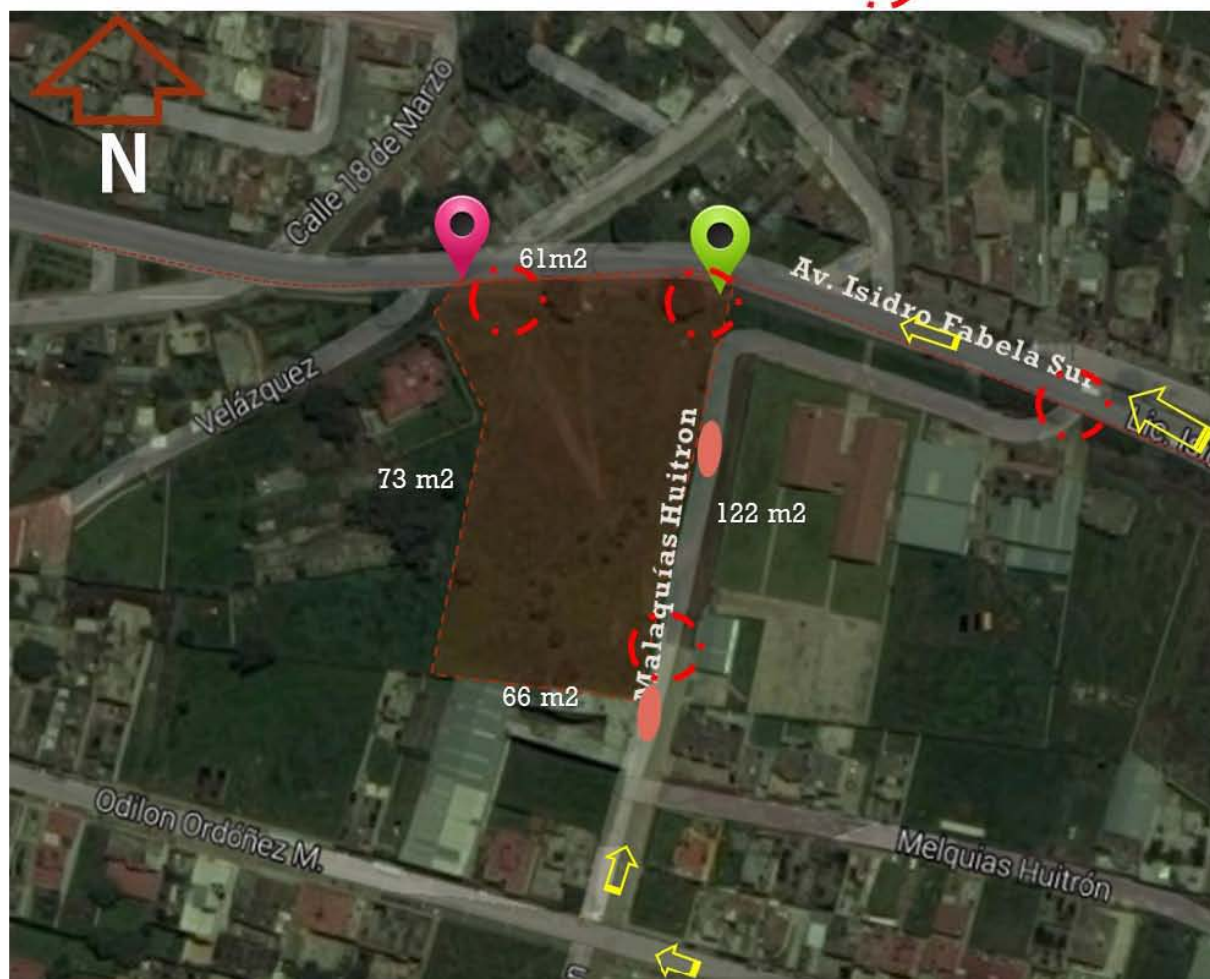 N
Calle 18 de Marzo
61m2
Av. Isidro Fabela Sur
Velázquez
Malaquías Huitron
73 m2
122 m2
66 m2
Odilon Ordóñez M.
Melquias Huitrón